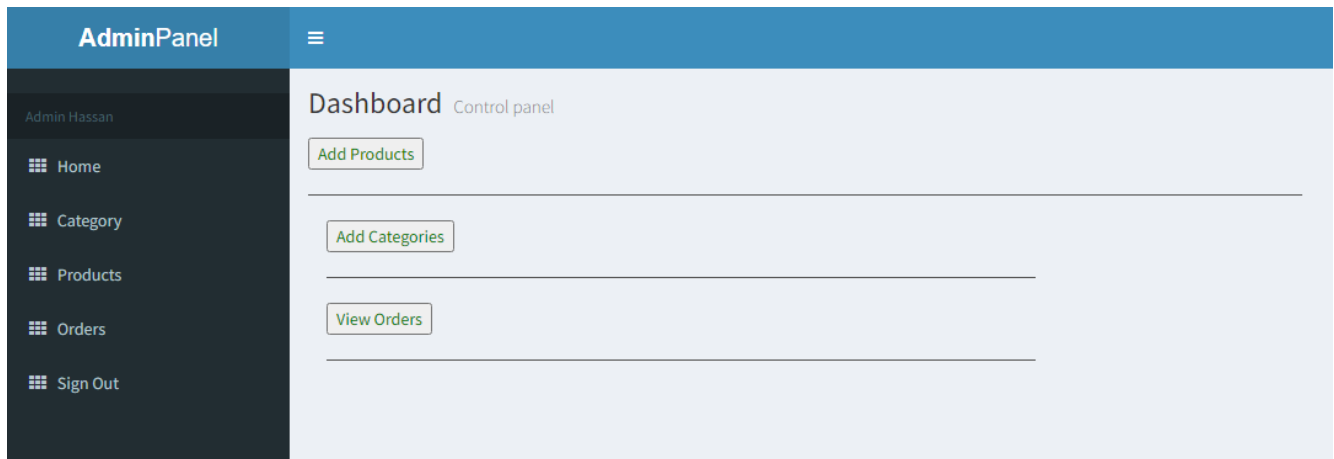 AdminPanel
Admin Hassan
Home
Category
Products
Orders
Sign Out
Dashboard Control panel
Add Products
Add Categories
View Orders